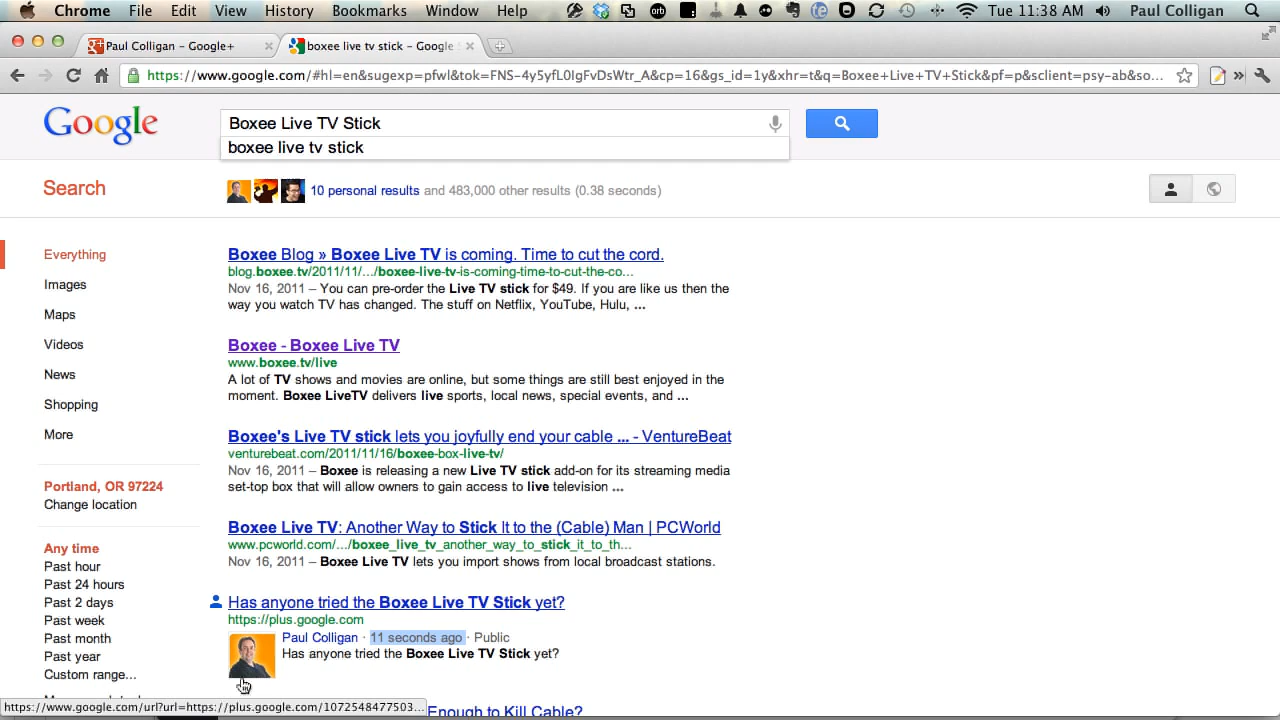 Chrome File Edit View History Bookmarks Window Help orb Tue 11:38 AM Paul Colligan
Paul Colligan - Google+
boxee live tv stick - Google
https://www.google.com/#hl=en&sugexp=pfwl&tok=FNS-4y5yfL0lgFvDsWtr_A&cp=16&gs_id=1y&xhr=t&q=Boxee+Live+TV+Stick&pf=p&sclient=psy-ab&so...
Google
Boxee Live TV Stick
boxee live tv stick
Search
10 personal results and 483,000 other results (0.38 seconds)
Everything
Images
Maps
Videos
News
Shopping
More
Portland, OR 97224
Change location
Any time
Past hour
Past 24 hours
Past 2 days
Past week
Past month
Past year
Custom range...
Boxee Blog » Boxee Live TV is coming. Time to cut the cord.
blog.boxee.tv/2011/11/.../boxee-live-tv-is-coming-time-to-cut-the-co...
Nov 16, 2011 – You can pre-order the Live TV stick for $49. If you are like us then the
way you watch TV has changed. The stuff on Netflix, YouTube, Hulu, ...
Boxee - Boxee Live TV
www.boxee.tv/live
A lot of TV shows and movies are online, but some things are still best enjoyed in the
moment. Boxee LiveTV delivers live sports, local news, special events, and ...
Boxee's Live TV stick lets you joyfully end your cable ... - VentureBeat
venturebeat.com/2011/11/16/boxee-box-live-tv/
Nov 16, 2011 – Boxee is releasing a new Live TV stick add-on for its streaming media
set-top box that will allow owners to gain access to live television ...
Boxee Live TV: Another Way to Stick It to the (Cable) Man | PCWorld
www.pcworld.com/.../boxee_live_tv_another_way_to_stick_it_to_th...
Nov 16, 2011 – Boxee Live TV lets you import shows from local broadcast stations.
Has anyone tried the Boxee Live TV Stick yet?
https://plus.google.com
Paul Colligan · 11 seconds ago · Public
Has anyone tried the Boxee Live TV Stick yet?
Enough to Kill Cable?
https://www.google.com/url?url=https://plus.google.com/1072548477503...